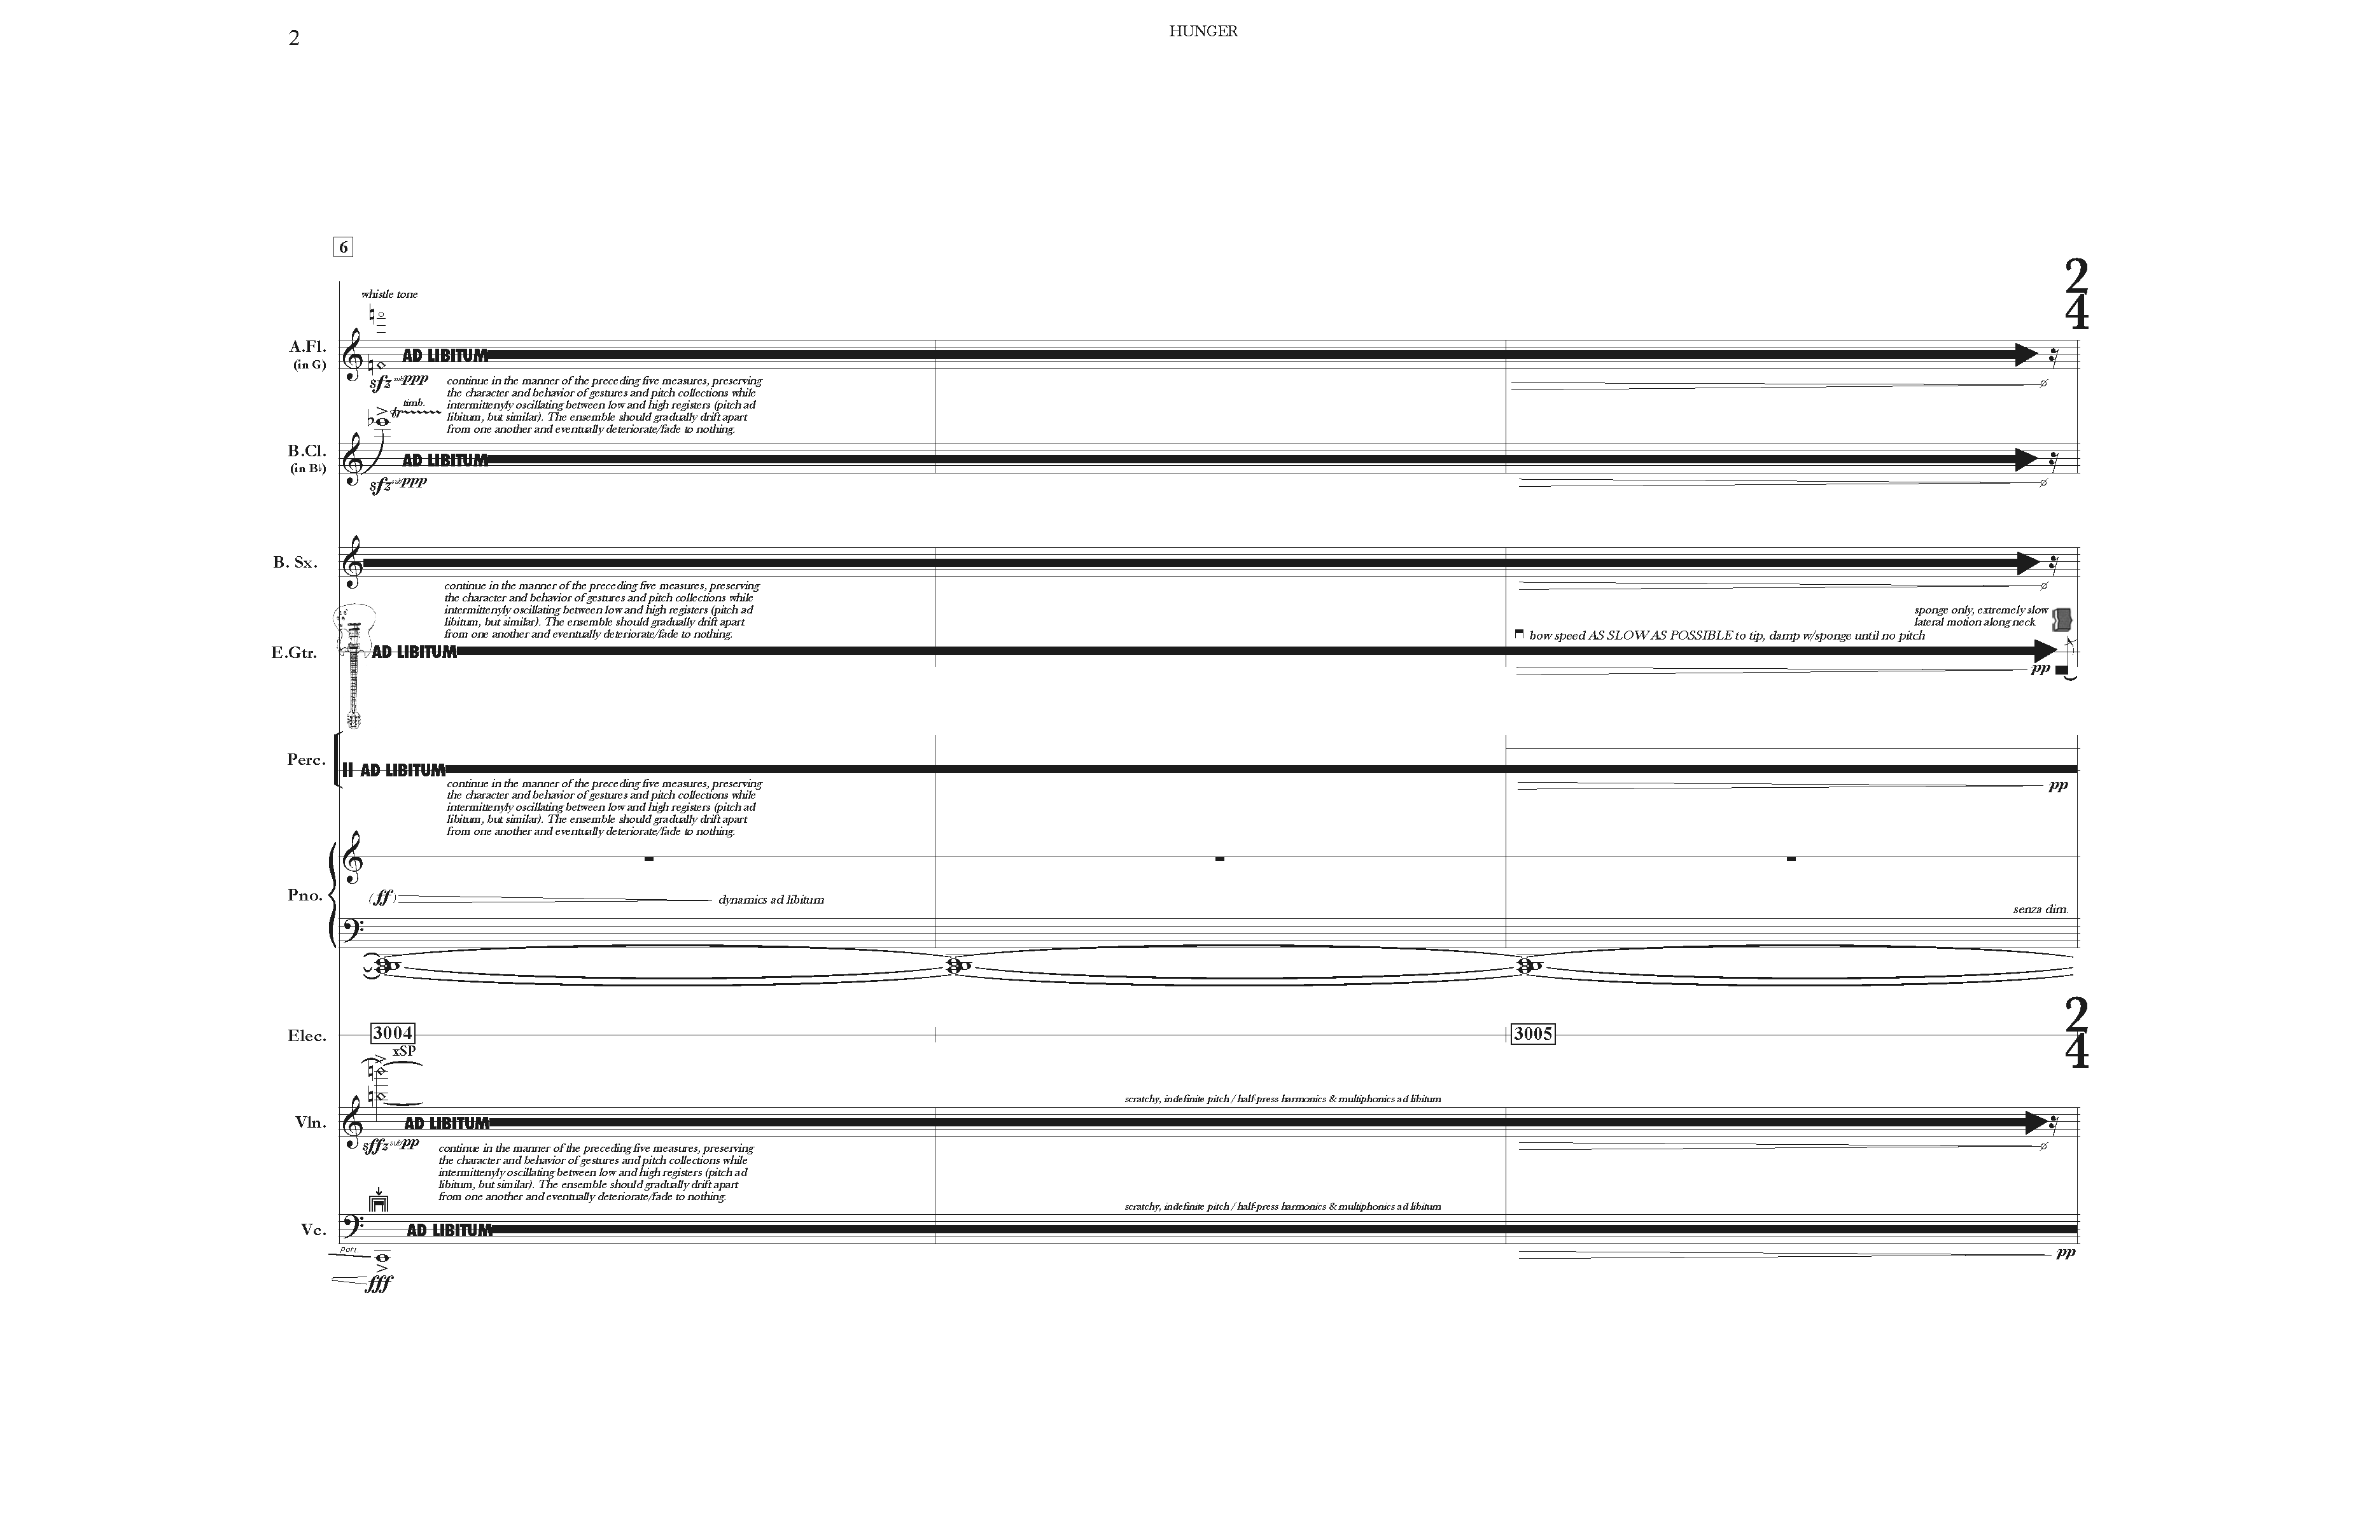 2
HUNGER
6
2
4
whistle tone
A.Fl.
(in G)
AD LIBITUM
sfz sub ppp
continue in the manner of the preceding five measures, preserving
the character and behavior of gestures and pitch collections while
intermittenyly oscillating between low and high registers (pitch ad
libitum, but similar). The ensemble should gradually drift apart
from one another and eventually deteriorate/fade to nothing.
timb.
tr
B.Cl.
(in B♭)
AD LIBITUM
sfz sub ppp
B. Sx.
continue in the manner of the preceding five measures, preserving
the character and behavior of gestures and pitch collections while
intermittenyly oscillating between low and high registers (pitch ad
libitum, but similar). The ensemble should gradually drift apart
from one another and eventually deteriorate/fade to nothing.
sponge only, extremely slow
lateral motion along neck
bow speed AS SLOW AS POSSIBLE to tip, damp w/sponge until no pitch
E.Gtr.
AD LIBITUM
pp
Perc.
AD LIBITUM
continue in the manner of the preceding five measures, preserving
the character and behavior of gestures and pitch collections while
intermittenyly oscillating between low and high registers (pitch ad
libitum, but similar). The ensemble should gradually drift apart
from one another and eventually deteriorate/fade to nothing.
pp
Pno.
(ff)
dynamics ad libitum
senza dim.
2
4
Elec.
3004
3005
xSP
scratchy, indefinite pitch / half-press harmonics & multiphonics ad libitum
Vln.
AD LIBITUM
sffz sub pp
continue in the manner of the preceding five measures, preserving
the character and behavior of gestures and pitch collections while
intermittenyly oscillating between low and high registers (pitch ad
libitum, but similar). The ensemble should gradually drift apart
from one another and eventually deteriorate/fade to nothing.
scratchy, indefinite pitch / half-press harmonics & multiphonics ad libitum
Vc.
AD LIBITUM
port.
pp
fff